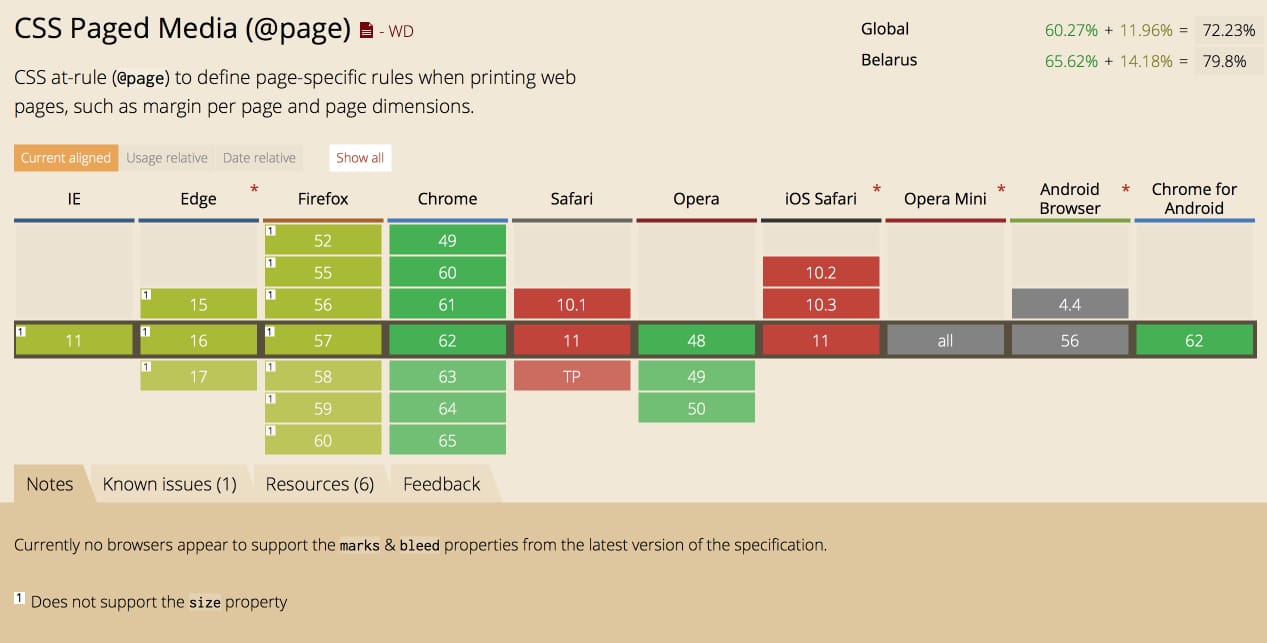 CSS Paged Media (@page) - WD
Global 60.27% + 11.96% = 72.23%
Belarus 65.62% + 14.18% = 79.8%
CSS at-rule (@page) to define page-specific rules when printing web
pages, such as margin per page and page dimensions.
Current aligned Usage relative Date relative Show all
IE Edge * Firefox Chrome Safari Opera iOS Safari * Opera Mini * Android Browser * Chrome for Android
1 52 49
1 55 60 10.2
1 15 1 56 61 10.1 10.3 4.4
1 11 1 16 1 57 62 11 48 11 all 56 62
1 17 1 58 63 TP 49
1 59 64 50
1 60 65
Notes Known issues (1) Resources (6) Feedback
Currently no browsers appear to support the marks & bleed properties from the latest version of the specification.
1 Does not support the size property